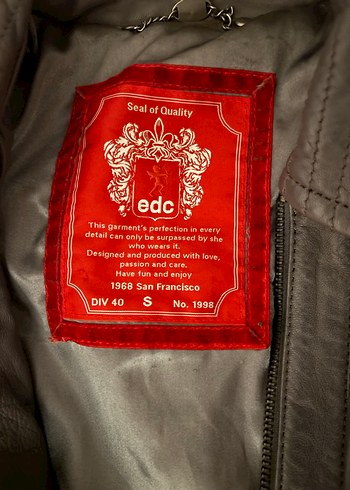 Seal of Quality
edc
This garment's perfection in every
detail can only be surpassed by she
who wears it.
Designed and produced with love,
passion and care.
Have fun and enjoy
1968 San Francisco
DIV 40 S No. 1998